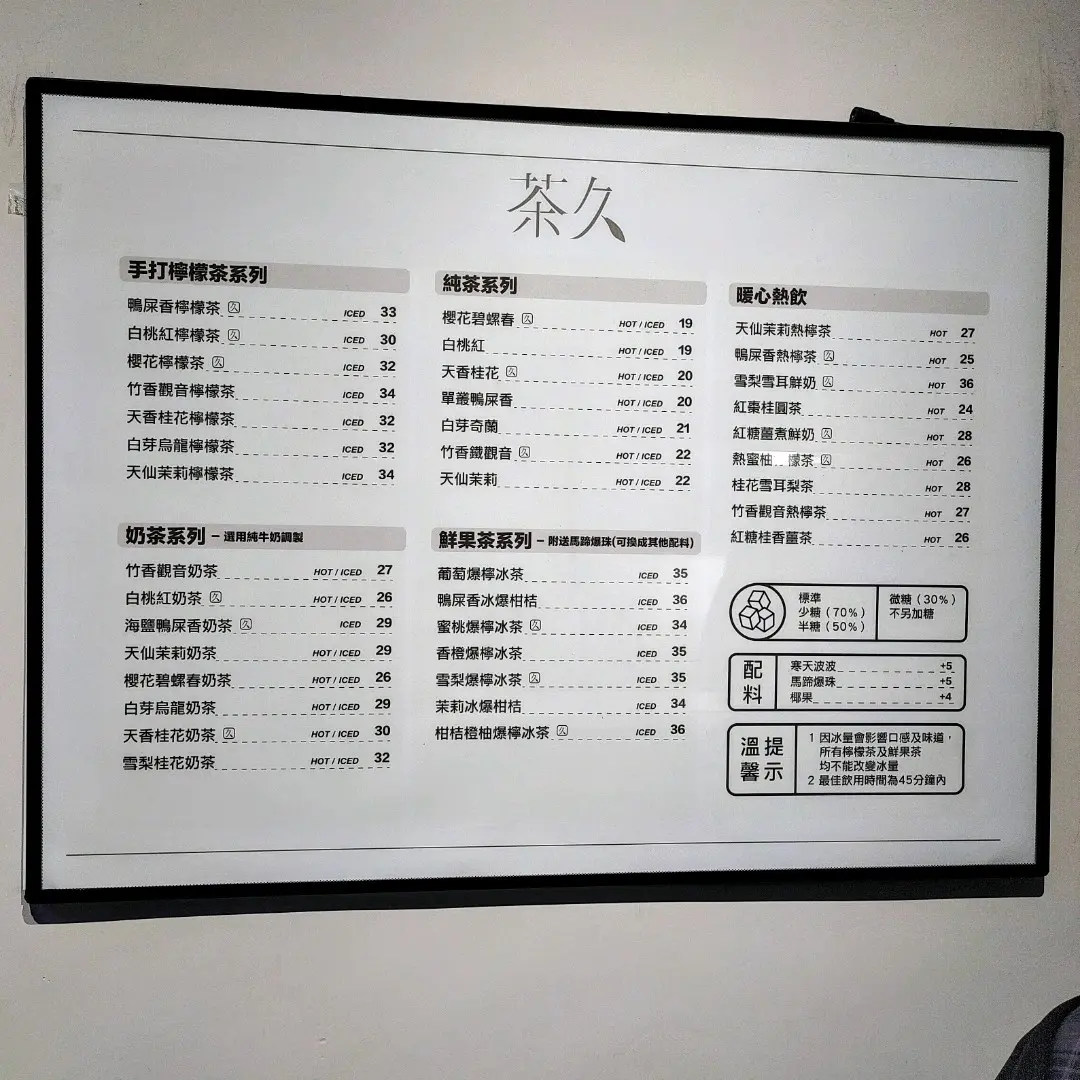 茶久
手打檸檬茶系列
鴨屎香檸檬茶 久 ICED 33
白桃紅檸檬茶 久 ICED 30
櫻花檸檬茶 久 ICED 32
竹香觀音檸檬茶 ICED 34
天香桂花檸檬茶 ICED 32
白芽烏龍檸檬茶 ICED 32
天仙茉莉檸檬茶 ICED 34
奶茶系列 – 選用純牛奶調製
竹香觀音奶茶 HOT / ICED 27
白桃紅奶茶 久 HOT / ICED 26
海鹽鴨屎香奶茶 久 ICED 29
天仙茉莉奶茶 HOT / ICED 29
櫻花碧螺春奶茶 HOT / ICED 26
白芽烏龍奶茶 HOT / ICED 29
天香桂花奶茶 久 HOT / ICED 30
雪梨桂花奶茶 HOT / ICED 32
純茶系列
櫻花碧螺春 久 HOT / ICED 19
白桃紅 HOT / ICED 19
天香桂花 久 HOT / ICED 20
單叢鴨屎香 HOT / ICED 20
白芽奇蘭 HOT / ICED 21
竹香鐵觀音 久 HOT / ICED 22
天仙茉莉 HOT / ICED 22
鮮果茶系列 – 附送馬蹄爆珠(可換成其他配料)
葡萄爆檸冰茶 ICED 35
鴨屎香冰爆柑桔 ICED 36
蜜桃爆檸冰茶 久 ICED 34
香橙爆檸冰茶 ICED 35
雪梨爆檸冰茶 久 ICED 35
茉莉冰爆柑桔 ICED 34
柑桔橙柚爆檸冰茶 久 ICED 36
暖心熱飲
天仙茉莉熱檸茶 HOT 27
鴨屎香熱檸茶 久 HOT 25
雪梨雪耳鮮奶 久 HOT 36
紅棗桂圓茶 HOT 24
紅糖薑煮鮮奶 久 HOT 28
熱蜜柚 檬茶 久 HOT 26
桂花雪耳梨茶 HOT 28
竹香觀音熱檸茶 HOT 27
紅糖桂香薑茶 HOT 26
標準
少糖（70%）
半糖（50%）
微糖（30%）
不另加糖
配料
寒天波波 +5
馬蹄爆珠 +5
椰果 +4
溫馨提示
1 因冰量會影響口感及味道，
所有檸檬茶及鮮果茶
均不能改變冰量
2 最佳飲用時間為45分鐘內